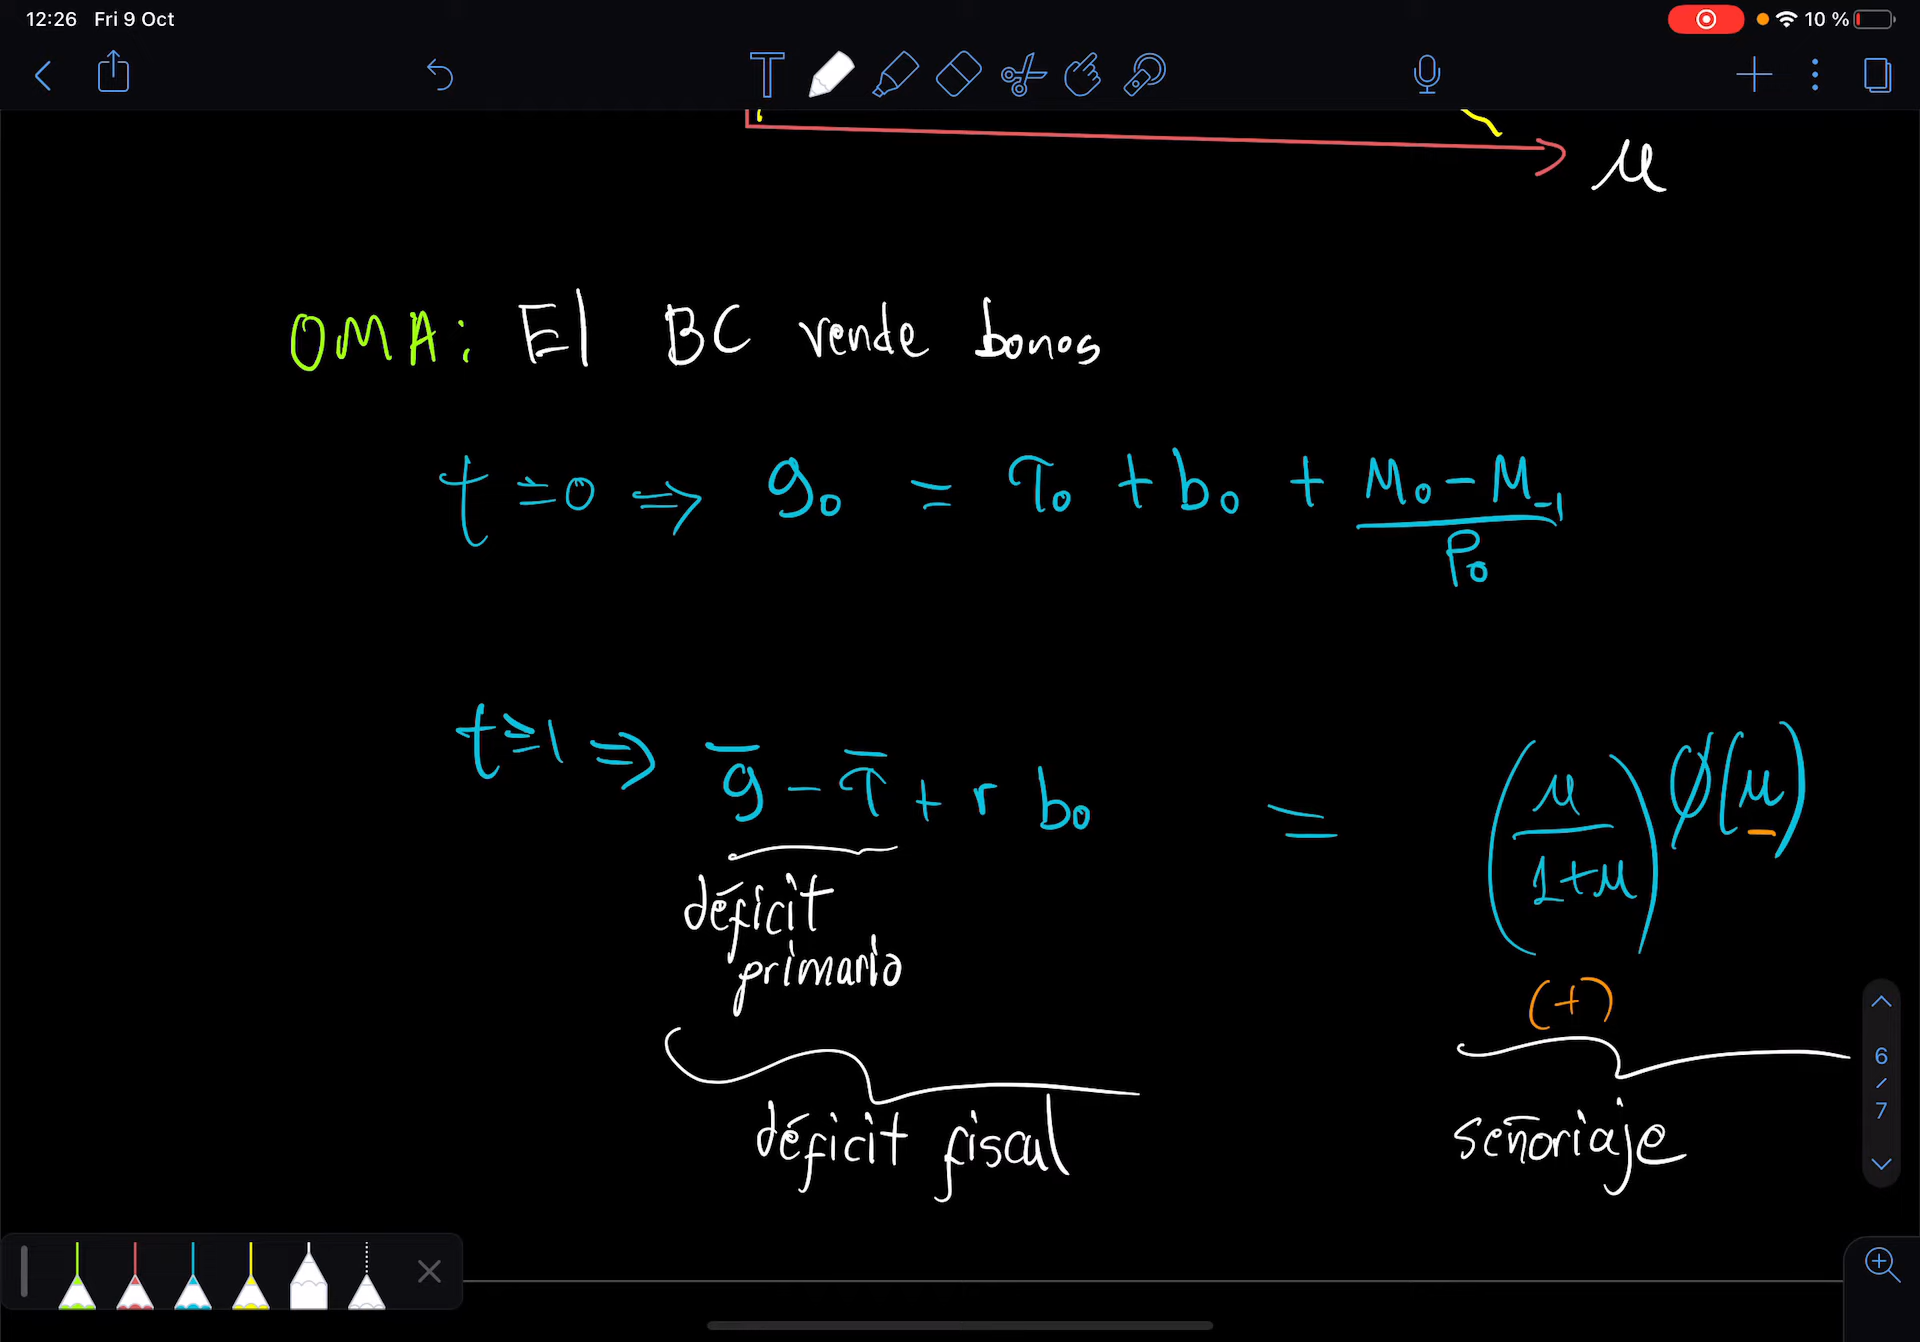 12:26 Fri 9 Oct
10 %
T
μ
OMA: El BC vende bonos
t=0 ⇒ g₀ = τ₀ + b₀ + (M₀ - M₋₁) / P₀
t≥1 ⇒ g̅ - τ̅ + r b₀ = (μ / (1+μ)) φ(μ)
déficit
primario
(+)
6
/
7
déficit fiscal
señoriaje